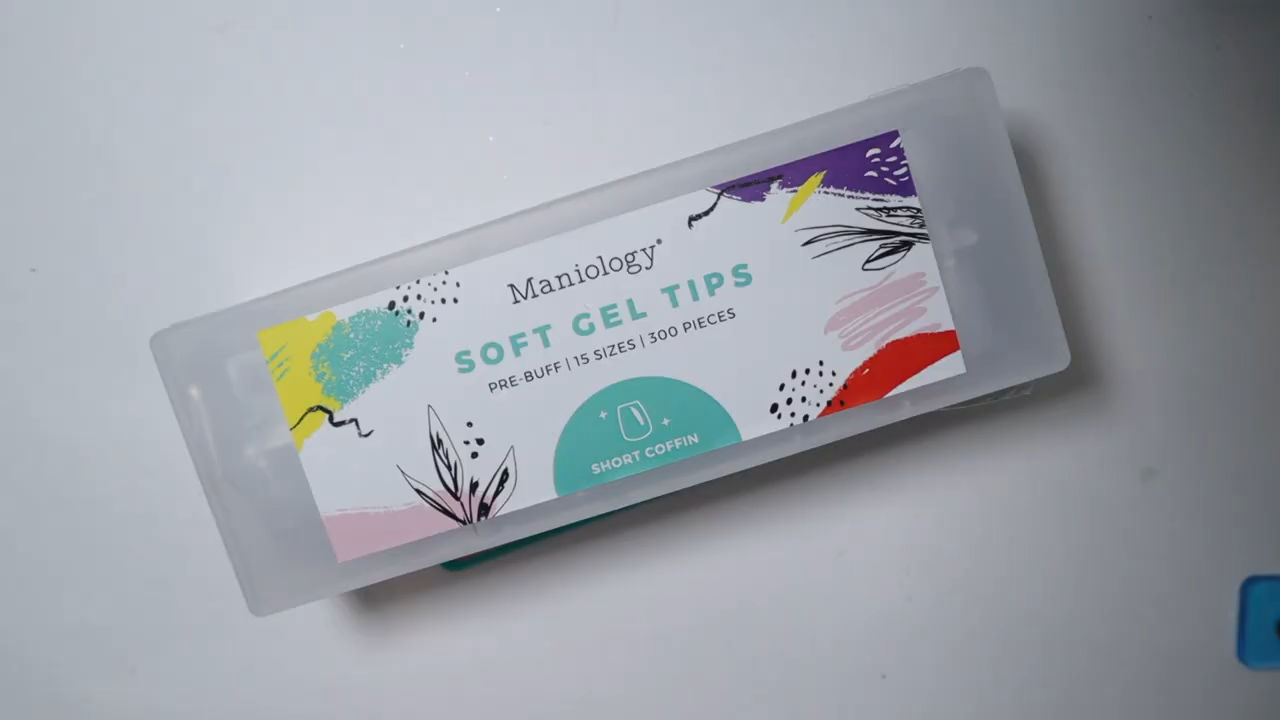 Maniology®
SOFT GEL TIPS
PRE-BUFF | 15 SIZES | 300 PIECES
SHORT COFFIN